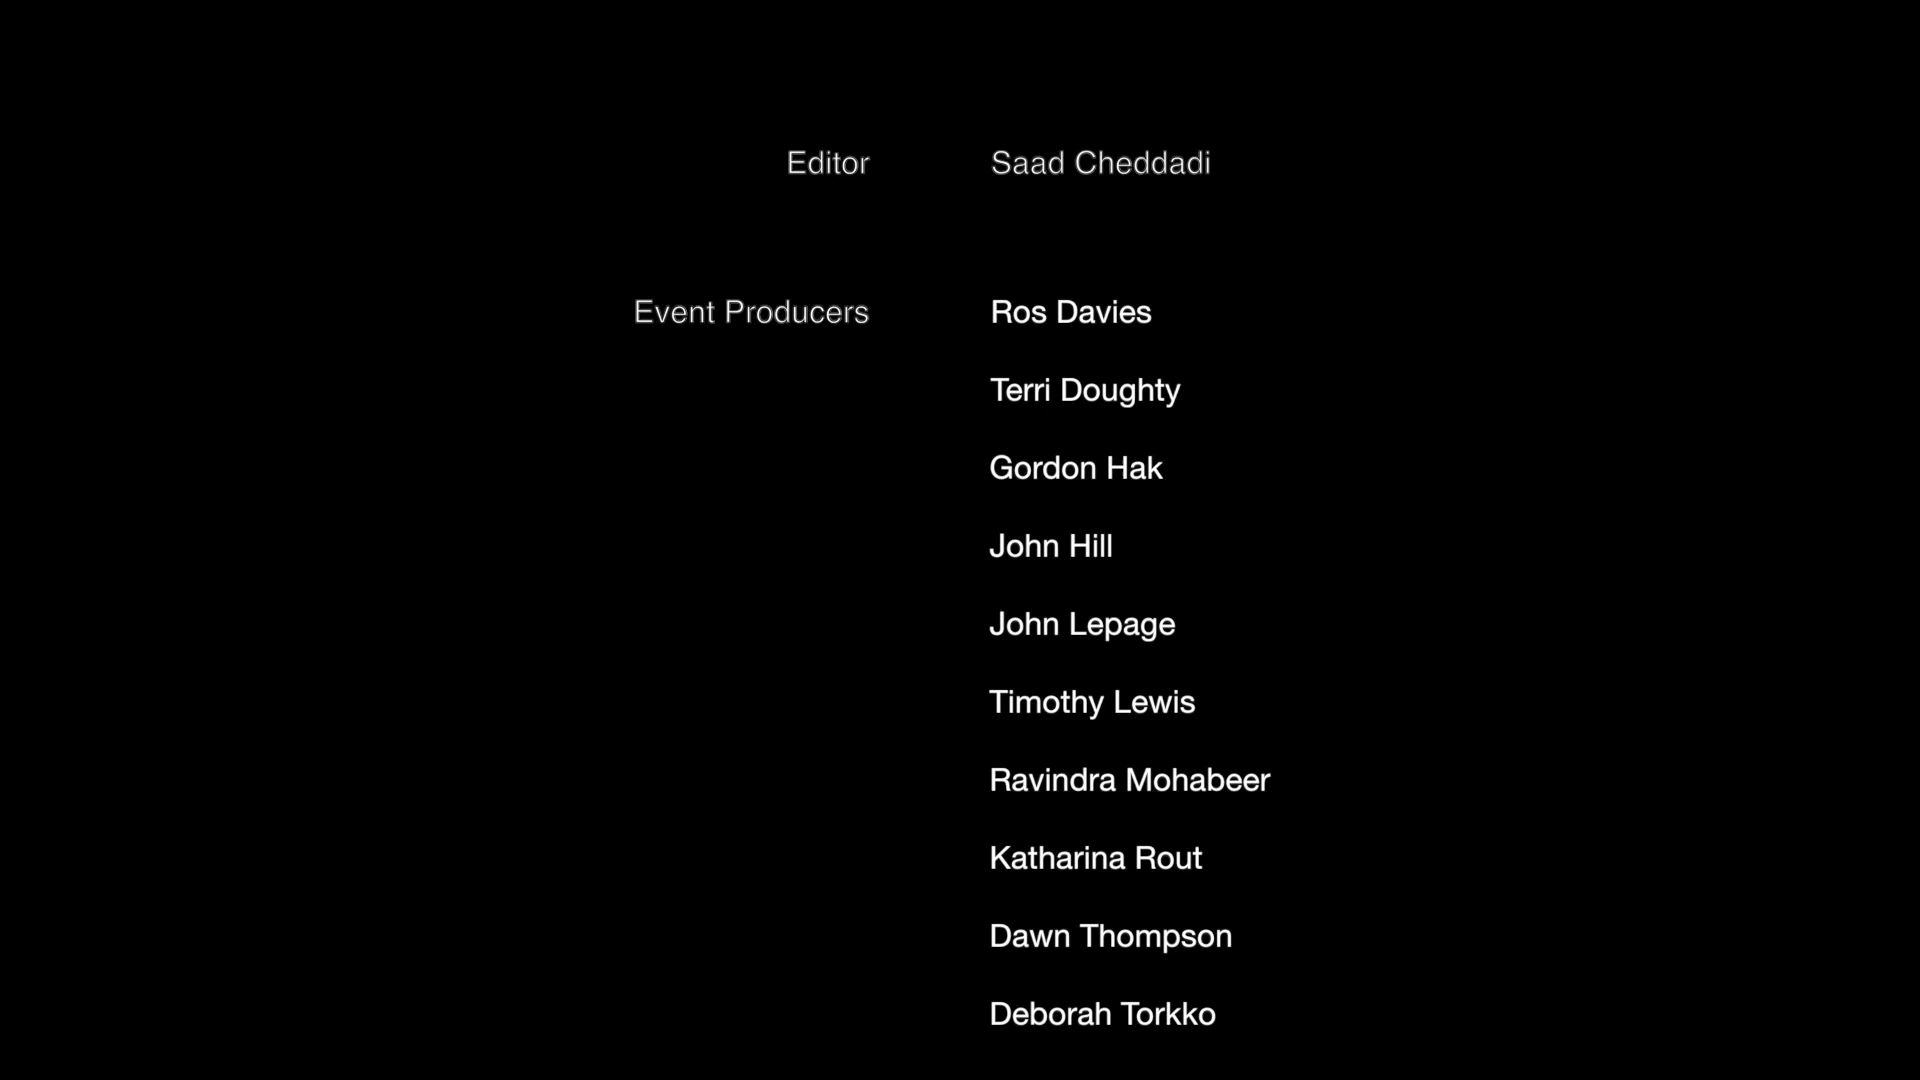 Editor Saad Cheddadi
Event Producers Ros Davies
Terri Doughty
Gordon Hak
John Hill
John Lepage
Timothy Lewis
Ravindra Mohabeer
Katharina Rout
Dawn Thompson
Deborah Torkko